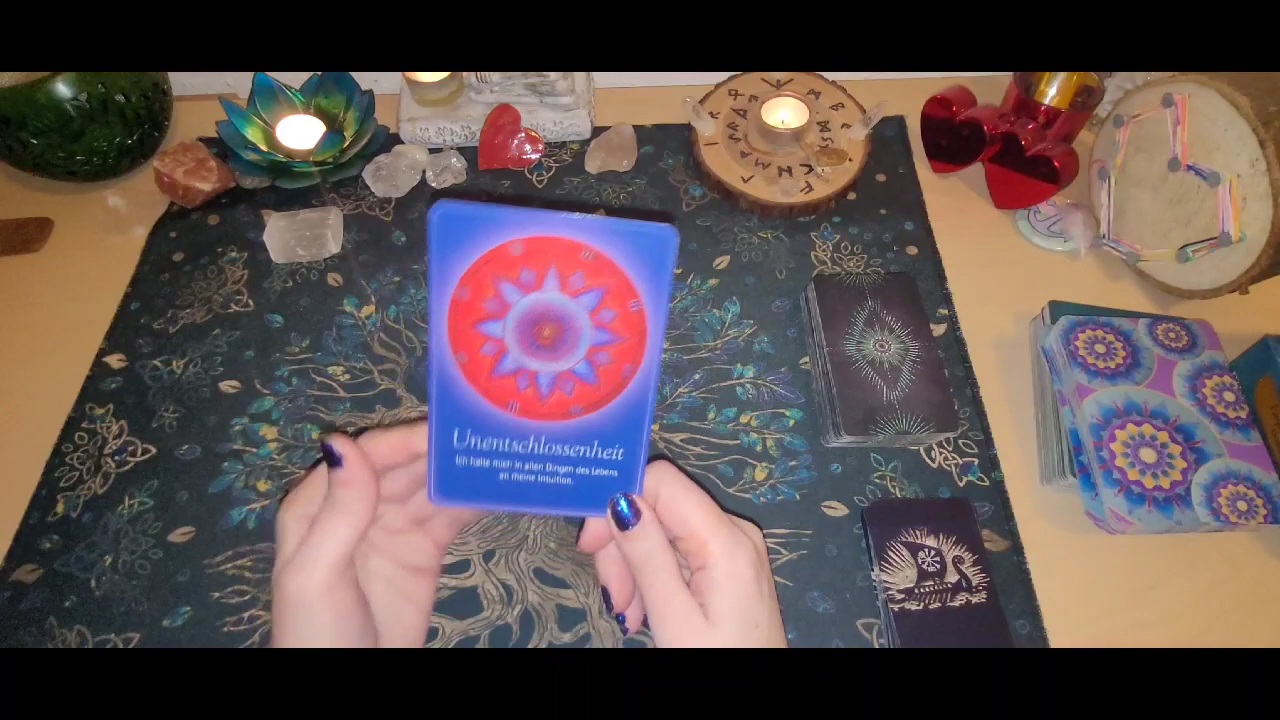 Unentschlossenheit
Ich halte mich in allen Dingen des Lebens
an meine Intuition.